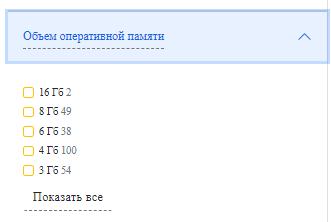 Объем оперативной памяти
16 Гб 2
8 Гб 49
6 Гб 38
4 Гб 100
3 Гб 54
Показать все